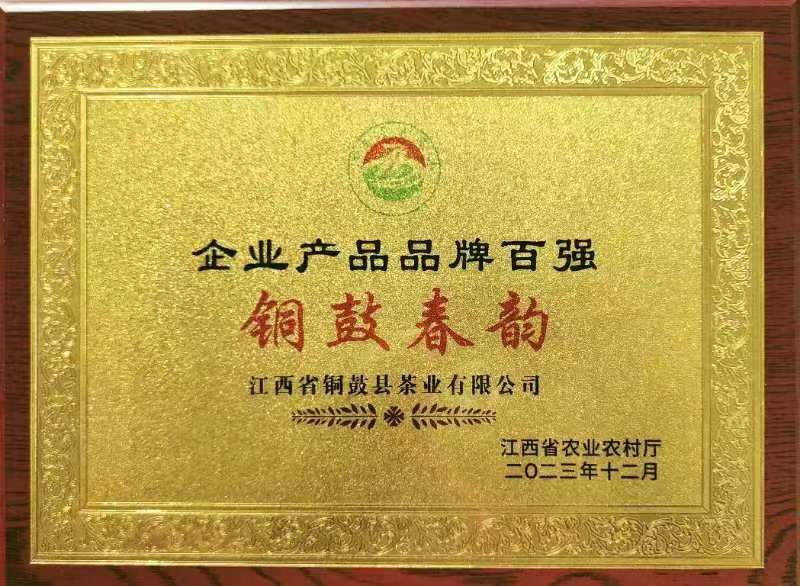 企业产品品牌百强
铜鼓春韵
江西省铜鼓县茶业有限公司
江西省农业农村厅
二〇二三年十二月